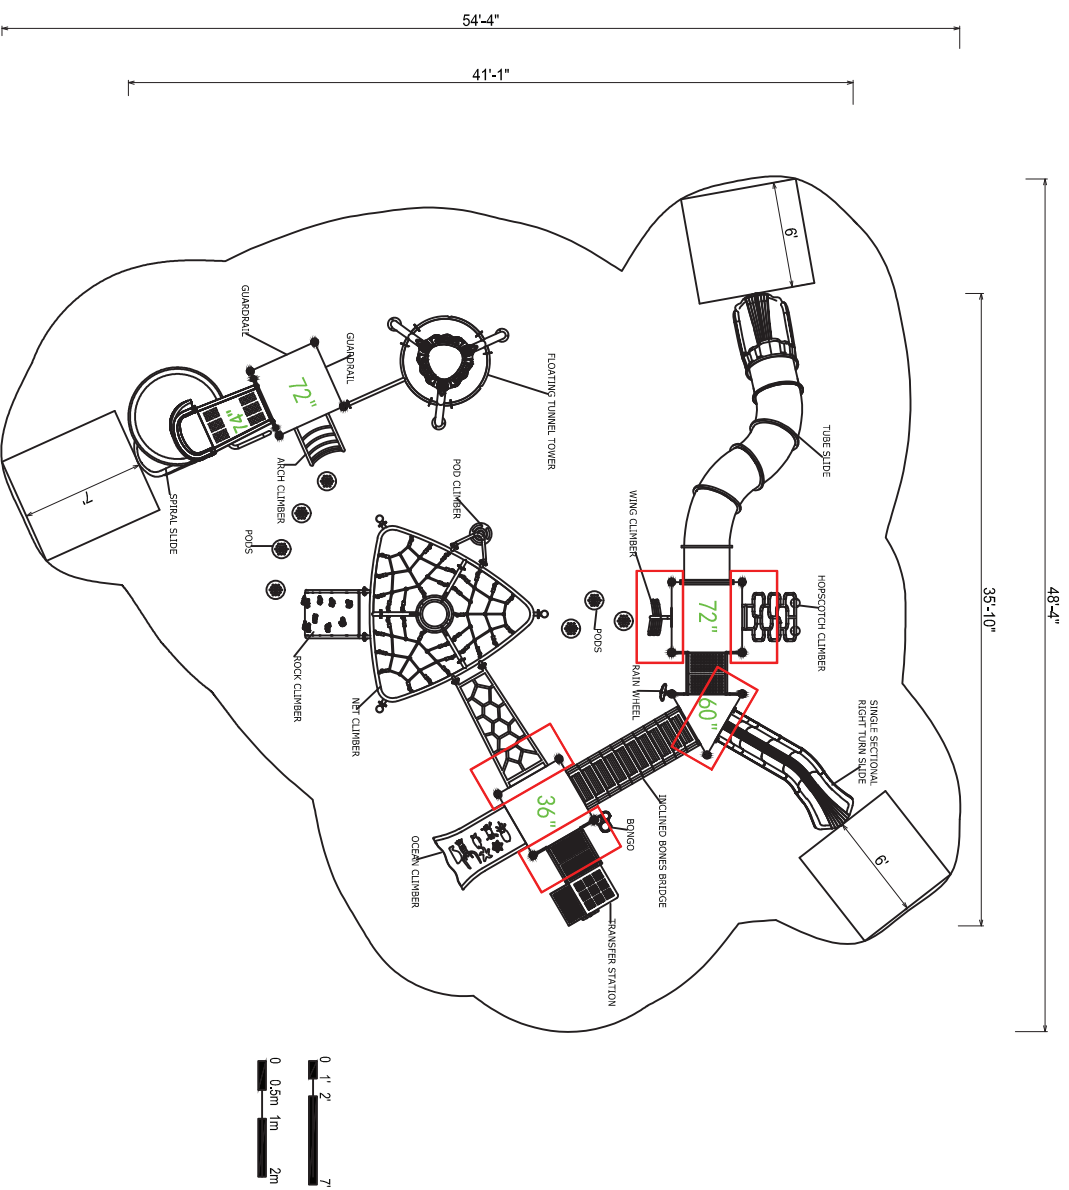 54'-4"
41'-1"
48'-4"
35'-10"
6'
GUARDRAIL
GUARDRAIL
FLOATING TUNNEL TOWER
72"
74"
TUBE SLIDE
ARCH CLIMBER
POD CLIMBER
7'
SPIRAL SLIDE
PODS
WING CLIMBER
HOPSCOTCH CLIMBER
72"
PODS
ROCK CLIMBER
NET CLIMBER
RAIN WHEEL
60"
SINGLE SECTIONAL
RIGHT TURN SLIDE
36"
INCLINED BONES BRIDGE
BONGO
OCEAN CLIMBER
6'
TRANSFER STATION
0 1' 2' 7'
0 0.5m 1m 2m